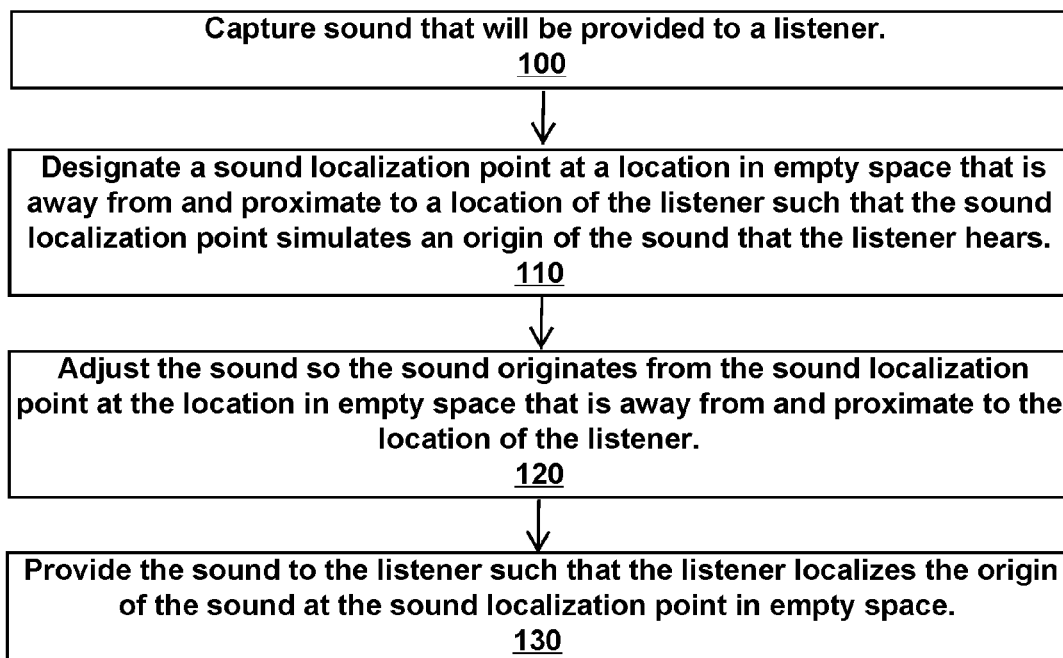 Capture sound that will be provided to a listener.
100
Designate a sound localization point at a location in empty space that is
away from and proximate to a location of the listener such that the sound
localization point simulates an origin of the sound that the listener hears.
110
Adjust the sound so the sound originates from the sound localization
point at the location in empty space that is away from and proximate to the
location of the listener.
120
Provide the sound to the listener such that the listener localizes the origin
of the sound at the sound localization point in empty space.
130